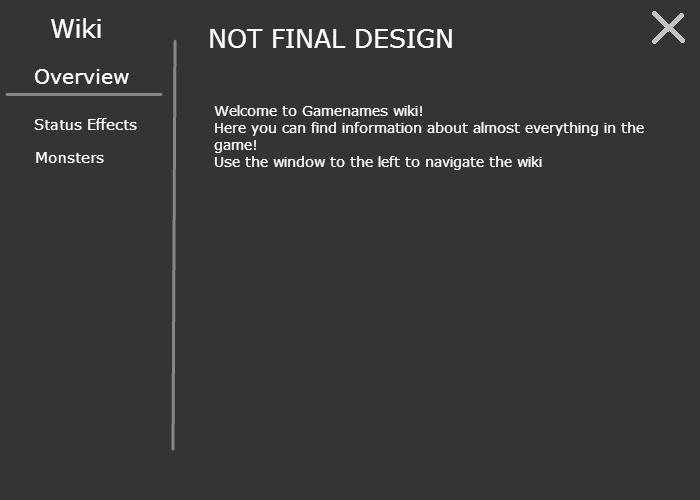 Wiki
Overview
Status Effects
Monsters
NOT FINAL DESIGN
Welcome to Gamenames wiki!
Here you can find information about almost everything in the
game!
Use the window to the left to navigate the wiki